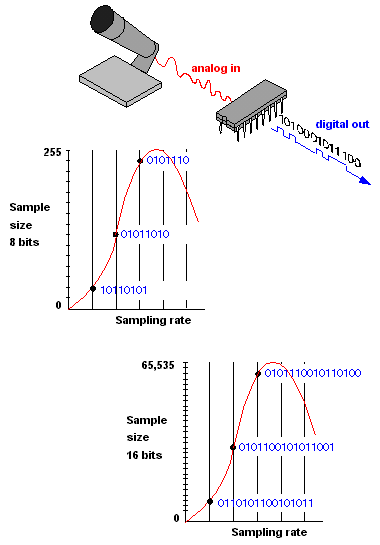 analog in
digital out
255
0101110
Sample
size
8 bits
01011010
10110101
0
Sampling rate
65,535
0101110010110100
Sample
size
16 bits
0101100101011001
0110101100101011
0
Sampling rate